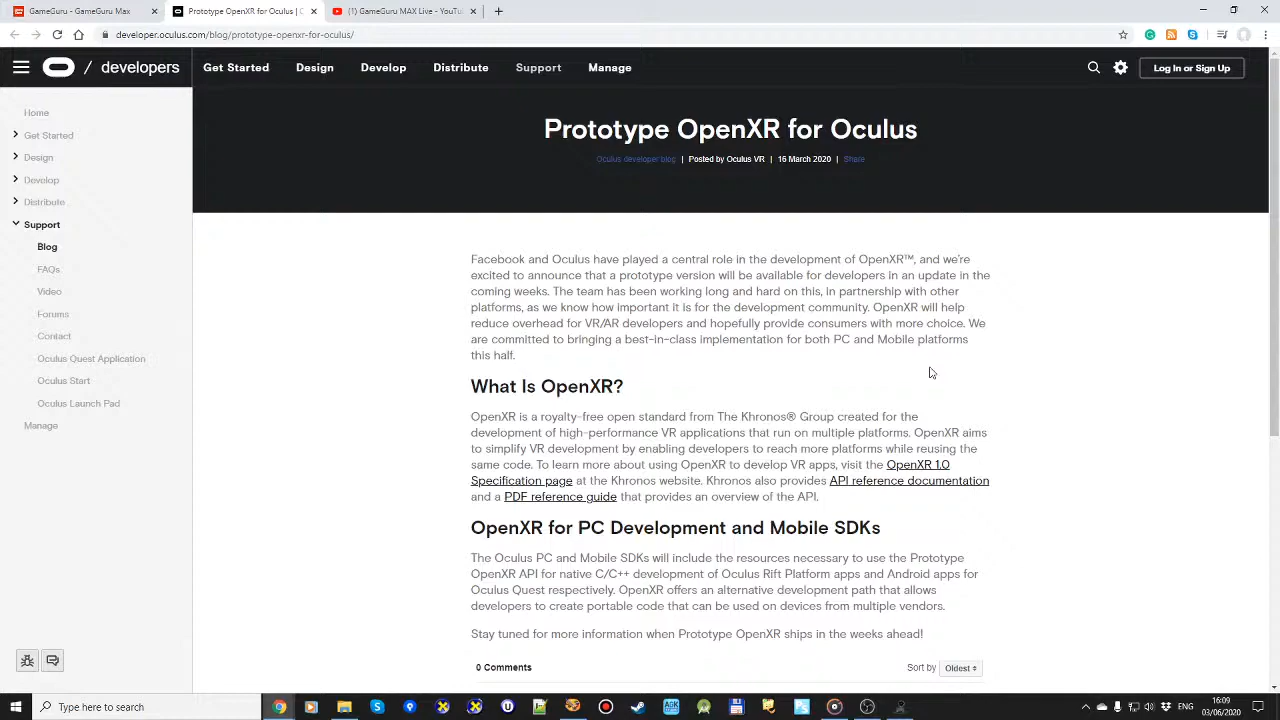 GameGuru - GameGuru Max
Prototype OpenXR for Oculus | O
(1) GameGuru MAX Live - YouTu
developer.oculus.com/blog/prototype-openxr-for-oculus/
/ developers
Get Started
Design
Develop
Distribute
Support
Manage
Log In or Sign Up
Home
Get Started
Design
Develop
Distribute
Support
Blog
FAQs
Video
Forums
Contact
Oculus Quest Application
Oculus Start
Oculus Launch Pad
Manage
Prototype OpenXR for Oculus
Oculus developer blog | Posted by Oculus VR | 16 March 2020 | Share
Facebook and Oculus have played a central role in the development of OpenXR™, and we're
excited to announce that a prototype version will be available for developers in an update in the
coming weeks. The team has been working long and hard on this, in partnership with other
platforms, as we know how important it is for the development community. OpenXR will help
reduce overhead for VR/AR developers and hopefully provide consumers with more choice. We
are committed to bringing a best-in-class implementation for both PC and Mobile platforms
this half.
What Is OpenXR?
OpenXR is a royalty-free open standard from The Khronos® Group created for the
development of high-performance VR applications that run on multiple platforms. OpenXR aims
to simplify VR development by enabling developers to reach more platforms while reusing the
same code. To learn more about using OpenXR to develop VR apps, visit the OpenXR 1.0
Specification page at the Khronos website. Khronos also provides API reference documentation
and a PDF reference guide that provides an overview of the API.
OpenXR for PC Development and Mobile SDKs
The Oculus PC and Mobile SDKs will include the resources necessary to use the Prototype
OpenXR API for native C/C++ development of Oculus Rift Platform apps and Android apps for
Oculus Quest respectively. OpenXR offers an alternative development path that allows
developers to create portable code that can be used on devices from multiple vendors.
Stay tuned for more information when Prototype OpenXR ships in the weeks ahead!
0 Comments
Sort by Oldest
Type here to search
ENG
16:09
03/06/2020